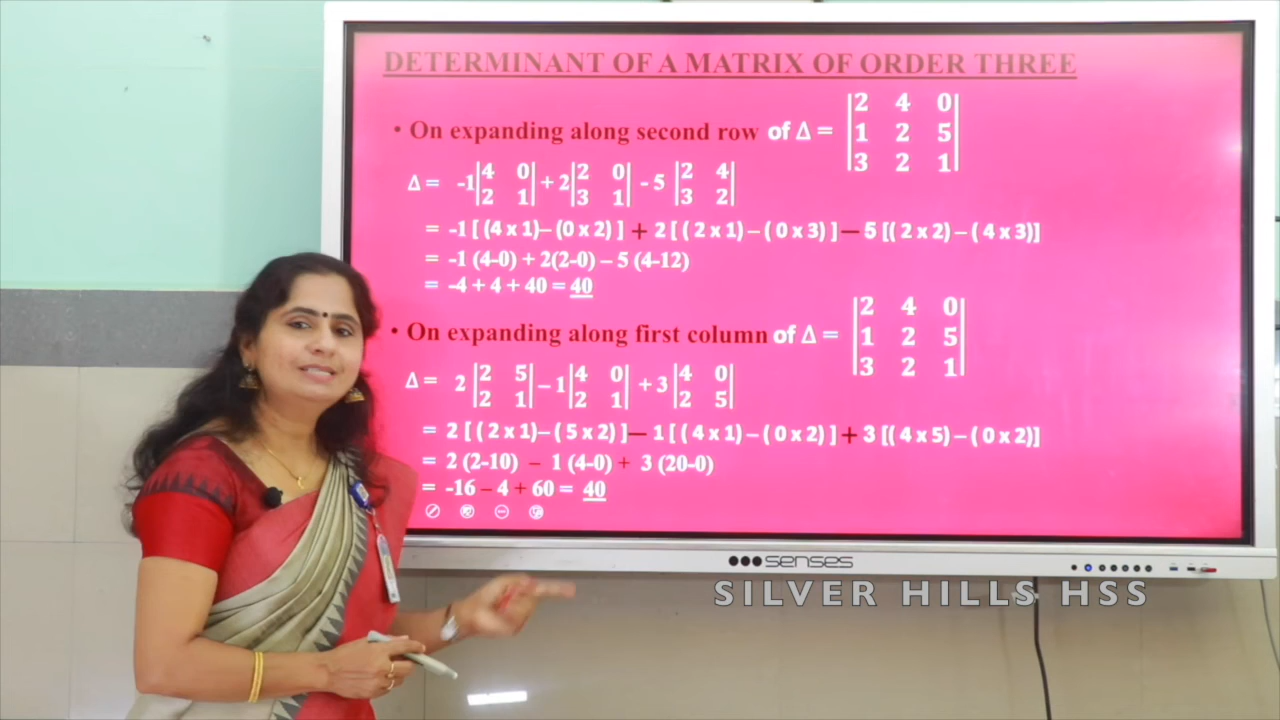 DETERMINANT OF A MATRIX OF ORDER THREE
• On expanding along second row of Δ = |2 4 0|
|1 2 5|
|3 2 1|
Δ = -1 |4 0| + 2 |2 0| - 5 |2 4|
|2 1| |3 1| |3 2|
= -1 [ (4 x 1)– (0 x 2) ] + 2 [ ( 2 x 1) – ( 0 x 3) ] – 5 [( 2 x 2) – ( 4 x 3)]
= -1 (4-0) + 2(2-0) – 5 (4-12)
= -4 + 4 + 40 = 40
• On expanding along first column of Δ = |2 4 0|
|1 2 5|
|3 2 1|
Δ = 2 |2 5| – 1 |4 0| + 3 |4 0|
|2 1| |2 1| |2 5|
= 2 [ ( 2 x 1)– ( 5 x 2) ]– 1 [ ( 4 x 1) – ( 0 x 2) ] + 3 [( 4 x 5) – ( 0 x 2)]
= 2 (2-10) – 1 (4-0) + 3 (20-0)
= -16 – 4 + 60 = 40
senses
SILVER HILLS HSS